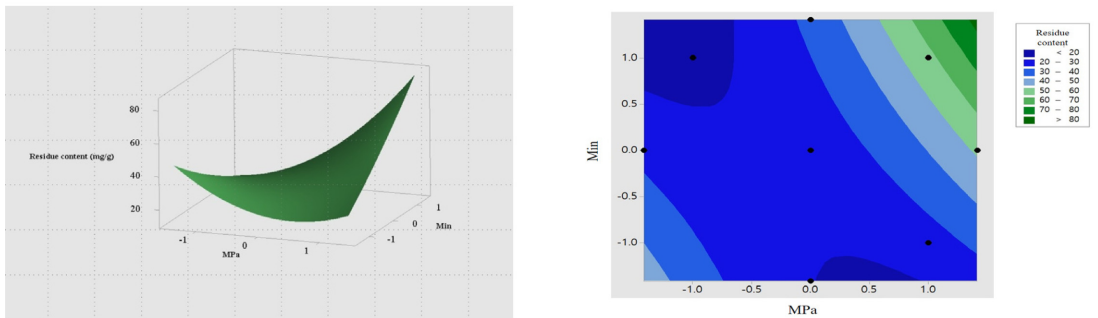 80
60
Residue content (mg/g)
40
20
-1
0
1
MPa
-1
0
1
Min
1.0
0.5
0.0
-0.5
-1.0
Min
-1.0 -0.5 0.0 0.5 1.0
MPa
Residue
content
< 20
20 – 30
30 – 40
40 – 50
50 – 60
60 – 70
70 – 80
> 80